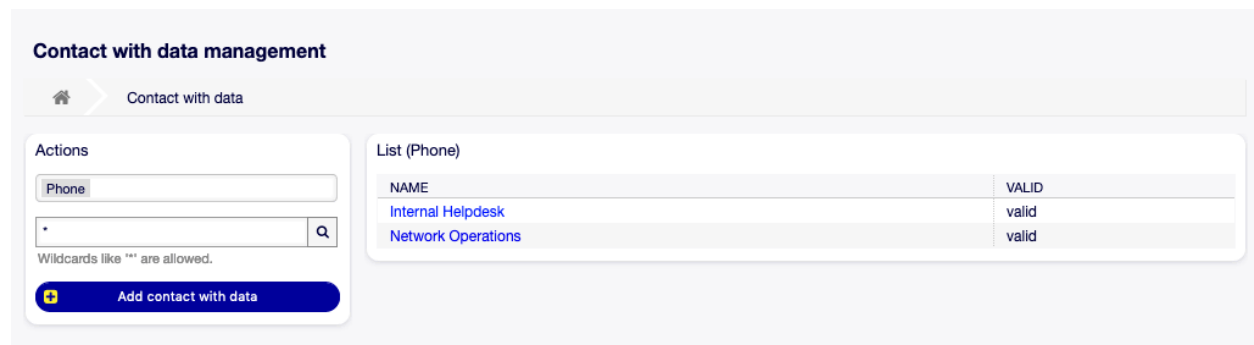 Contact with data management
Contact with data
Actions
Phone
*
Wildcards like '*' are allowed.
Add contact with data
List (Phone)
NAME VALID
Internal Helpdesk valid
Network Operations valid